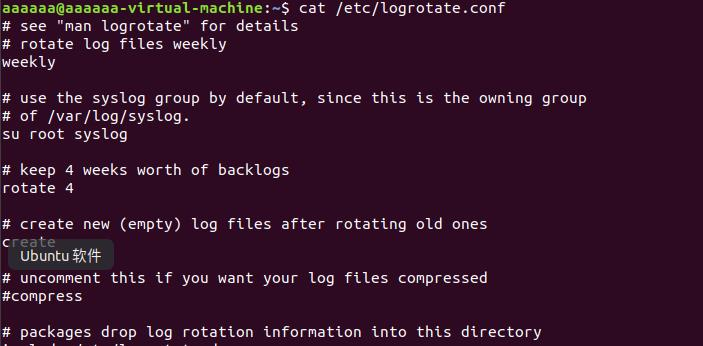 aaaaaa@aaaaaa-virtual-machine:~$ cat /etc/logrotate.conf
# see "man logrotate" for details
# rotate log files weekly
weekly
# use the syslog group by default, since this is the owning group
# of /var/log/syslog.
su root syslog
# keep 4 weeks worth of backlogs
rotate 4
# create new (empty) log files after rotating old ones
create
Ubuntu 软件
# uncomment this if you want your log files compressed
#compress
# packages drop log rotation information into this directory